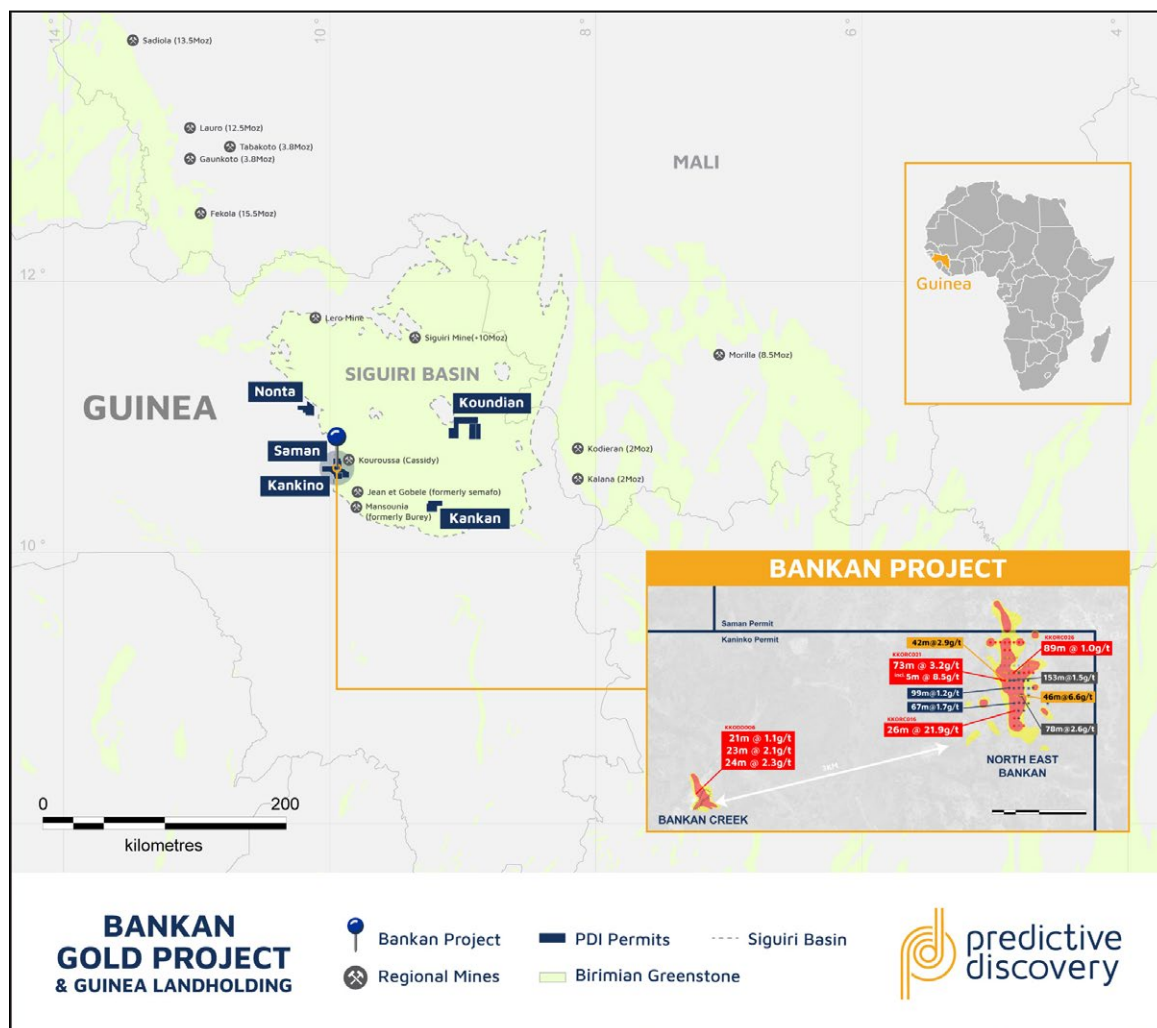 14°
10°
8°
6°
4°
Sadiola (13.5Moz)
Lauro (12.5Moz)
Tabakoto (3.8Moz)
Gaunkoto (3.8Moz)
MALI
Fekola (15.5Moz)
12°
Guinea
Lero Mine
Siguiri Mine(+10Moz)
Morilla (8.5Moz)
SIGUIRI BASIN
Nonta
Koundian
GUINEA
Saman
Kodieran (2Moz)
Kouroussa (Cassidy)
Kankino
Kalana (2Moz)
Jean et Gobele (formerly semafo)
Mansounia
(formerly Burey)
Kankan
10°
BANKAN PROJECT
Saman Permit
Kaninko Permit
42m@2.9g/t
89m @ 1.0g/t
KKORC021
73m @ 3.2g/t
incl. 5m @ 8.5g/t
153m@1.5g/t
99m@1.2g/t
46m@6.6g/t
67m@1.7g/t
26m @ 21.9g/t
78m@2.6g/t
21m @ 1.1g/t
23m @ 2.1g/t
24m @ 2.3g/t
NORTH EAST
BANKAN
BANKAN CREEK
0
200
kilometres
BANKAN
GOLD PROJECT
& GUINEA LANDHOLDING
Bankan Project
PDI Permits
Siguiri Basin
Regional Mines
Birimian Greenstone
predictive
discovery